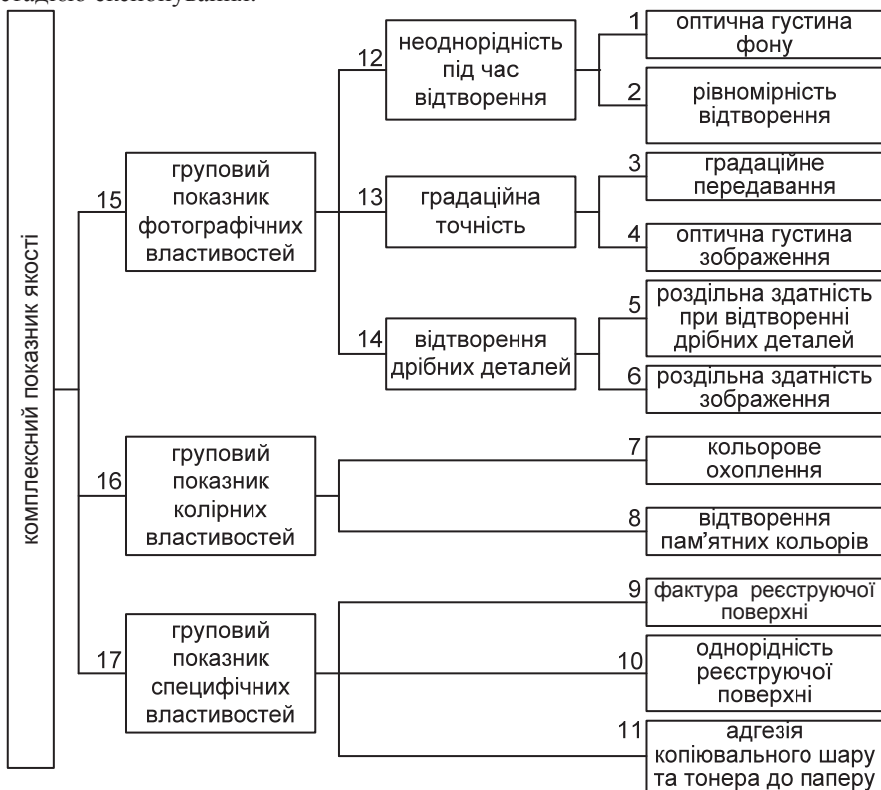 стадією експонування.
комплексний показник якості
15
груповий
показник
фотографічних
властивостей
12
неоднорідність
під час
відтворення
1
оптична густина
фону
2
рівномірність
відтворення
13
градаційна
точність
3
градаційне
передавання
4
оптична густина
зображення
14
відтворення
дрібних деталей
5
роздільна здатність
при відтворенні
дрібних деталей
6
роздільна здатність
зображення
16
груповий
показник
колірних
властивостей
7
кольорове
охоплення
8
відтворення
пам'ятних кольорів
17
груповий
показник
специфічних
властивостей
9
фактура реєструючої
поверхні
10
однорідність
реєструючої
поверхні
11
адгезія
копіювального шару
та тонера до паперу